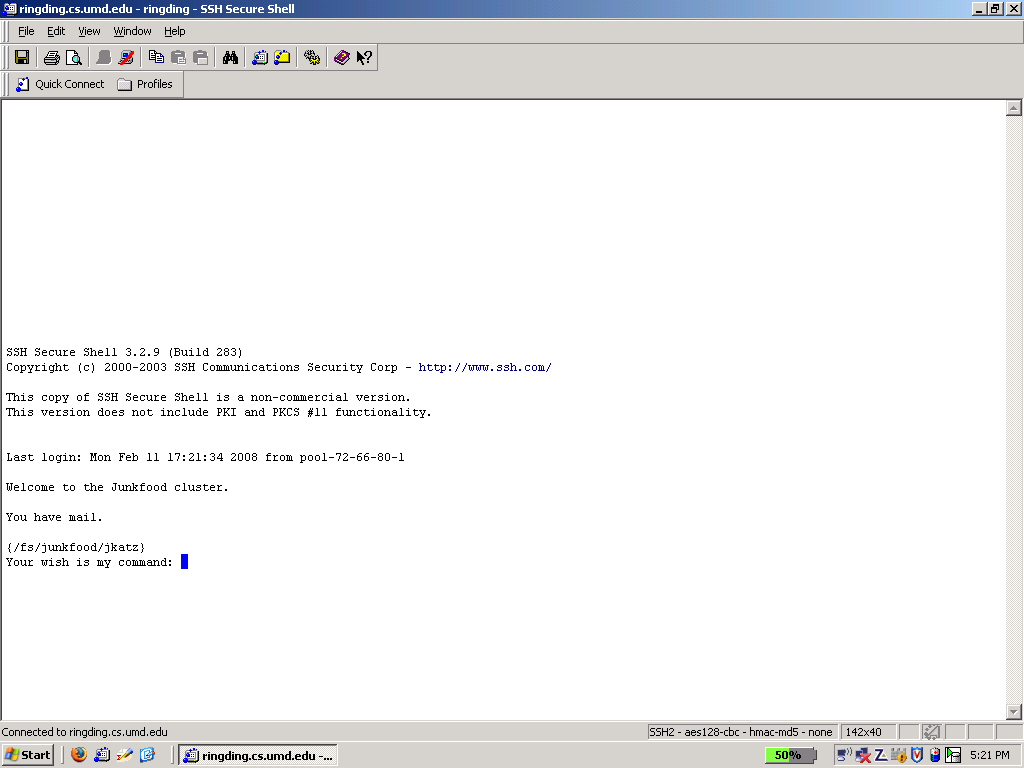 ringding.cs.umd.edu - ringding - SSH Secure Shell
File Edit View Window Help
Quick Connect Profiles
SSH Secure Shell 3.2.9 (Build 283)
Copyright (c) 2000-2003 SSH Communications Security Corp - http://www.ssh.com/
This copy of SSH Secure Shell is a non-commercial version.
This version does not include PKI and PKCS #11 functionality.
Last login: Mon Feb 11 17:21:34 2008 from pool-72-66-80-1
Welcome to the Junkfood cluster.
You have mail.
{/fs/junkfood/jkatz}
Your wish is my command:
Connected to ringding.cs.umd.edu SSH2 - aes128-cbc - hmac-md5 - none 142x40
Start ringding.cs.umd.edu -... 50% 5:21 PM